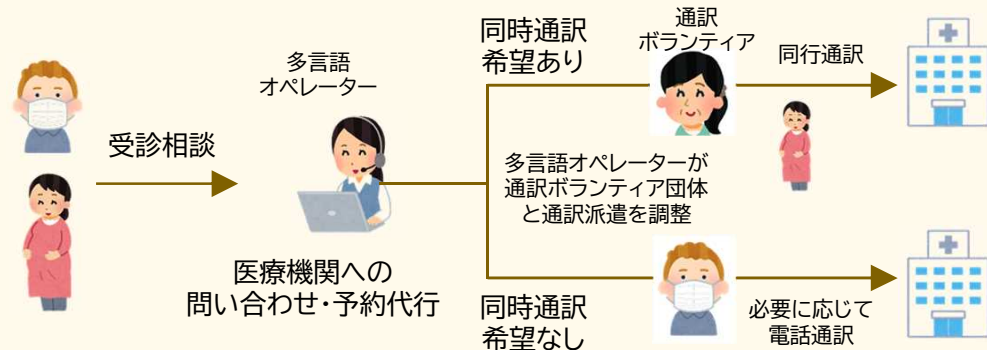 受診相談
多言語
オペレーター
医療機関への
問い合わせ・予約代行
同時通訳
希望あり
通訳
ボランティア
同行通訳
多言語オペレーターが
通訳ボランティア団体
と通訳派遣を調整
同時通訳
希望なし
必要に応じて
電話通訳